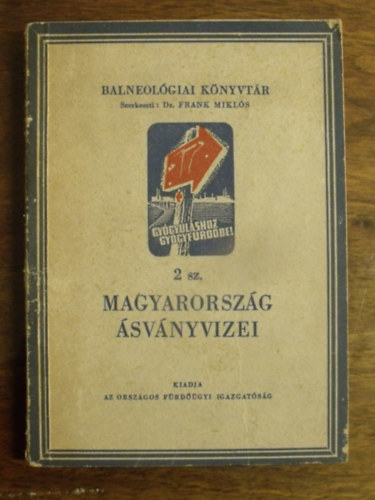 BALNEOLÓGIAI KÖNYVTÁR
Szerkeszti: Dr. FRANK MIKLÓS
GYÓGYULÁSHOZ
GYÓGYFÜRDŐBE!
2 sz.
MAGYARORSZÁG
ÁSVÁNYVIZEI
KIADJA
AZ ORSZÁGOS FÜRDŐÜGYI IGAZGATÓSÁG